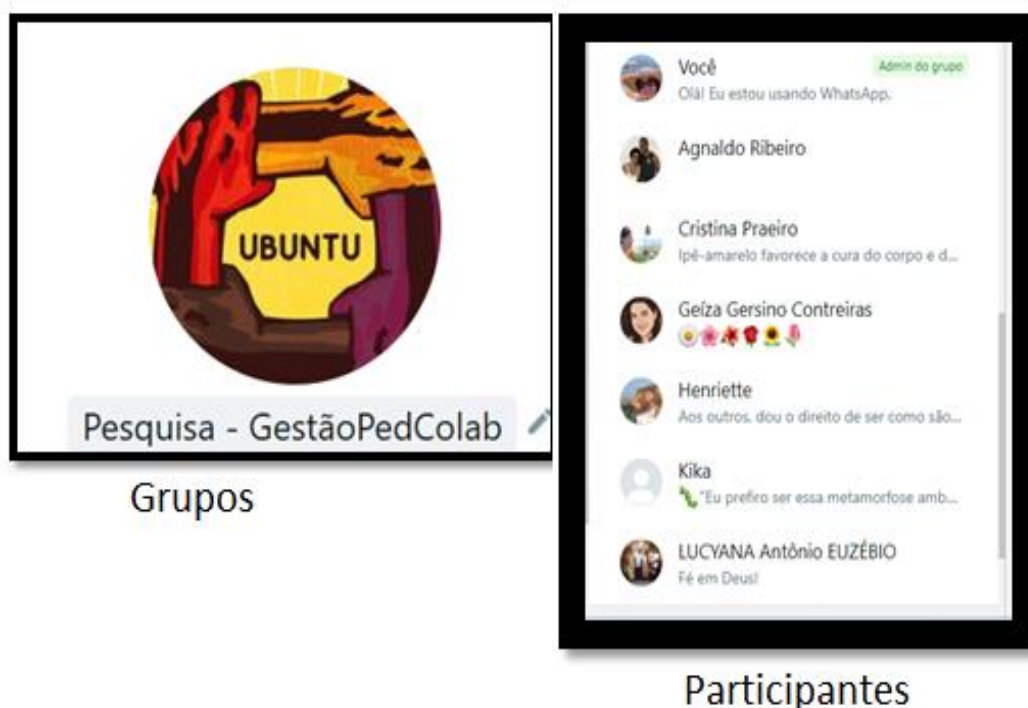 UBUNTU
Pesquisa - GestãoPedColab
Grupos
Você
Admin do grupo
Olá! Eu estou usando WhatsApp.
Agnaldo Ribeiro
Cristina Praeiro
Ipê-amarelo favorece a cura do corpo e d...
Geíza Gersino Contreiras
Henriette
Aos outros, dou o direito de ser como são...
Kika
"Eu prefiro ser essa metamorfose amb...
LUCYANA Antônio EUZÉBIO
Fé em Deus!
Participantes